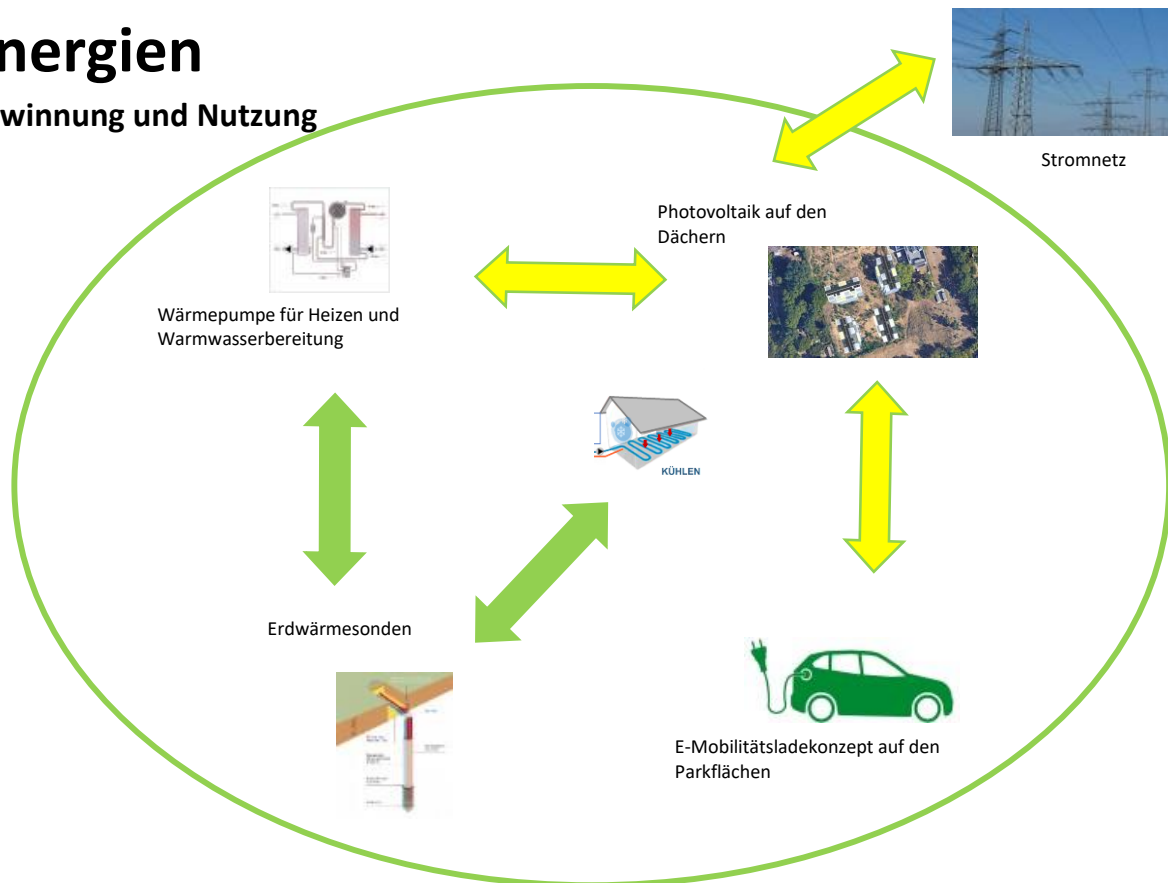 nergien
winnung und Nutzung
Stromnetz
Photovoltaik auf den
Dächern
Wärmepumpe für Heizen und
Warmwasserbereitung
KÜHLEN
Erdwärmesonden
E-Mobilitätsladekonzept auf den
Parkflächen